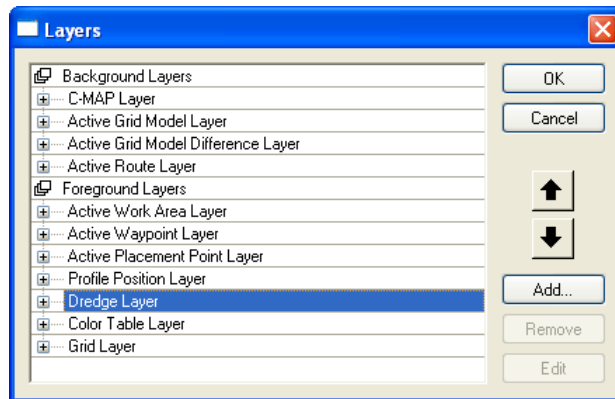 Layers
Background Layers
C-MAP Layer
Active Grid Model Layer
Active Grid Model Difference Layer
Active Route Layer
Foreground Layers
Active Work Area Layer
Active Waypoint Layer
Active Placement Point Layer
Profile Position Layer
Dredge Layer
Color Table Layer
Grid Layer
OK
Cancel
Add...
Remove
Edit